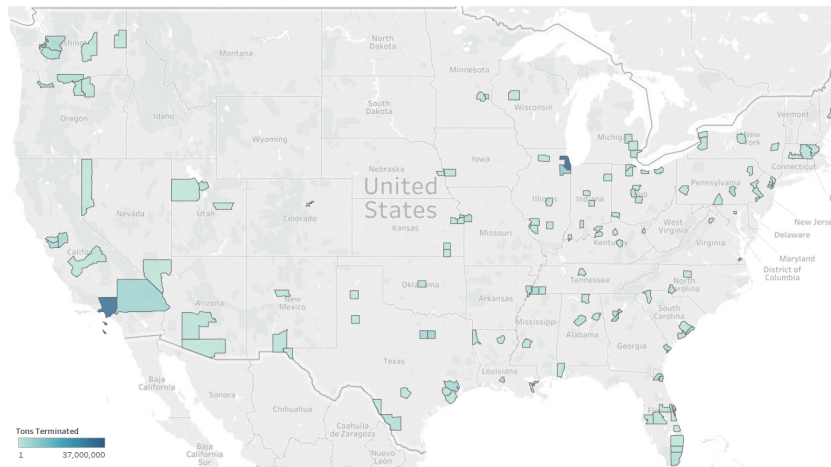 Washington
Montana
North
Dakota
Minnesota
Vermont
Oregon
Idaho
South
Dakota
Wisconsin
Michigan
New
York
Wyoming
Iowa
Connecticut
Nebraska
Pennsylvania
Nevada
Utah
Colorado
United
States
Illinois
Indiana
Ohio
New Jersey
Kansas
Missouri
West
Virginia
Delaware
California
Kentucky
Virginia
Maryland
District of
Columbia
Arizona
New
Mexico
Oklahoma
Arkansas
Tennessee
North
Carolina
Mississippi
Alabama
Georgia
South
Carolina
Texas
Louisiana
Baja
California
Sonora
Chihuahua
Coahuila
de Zaragoza
Nuevo
León
Baja
California
Sur
Tons Terminated
1 37,000,000